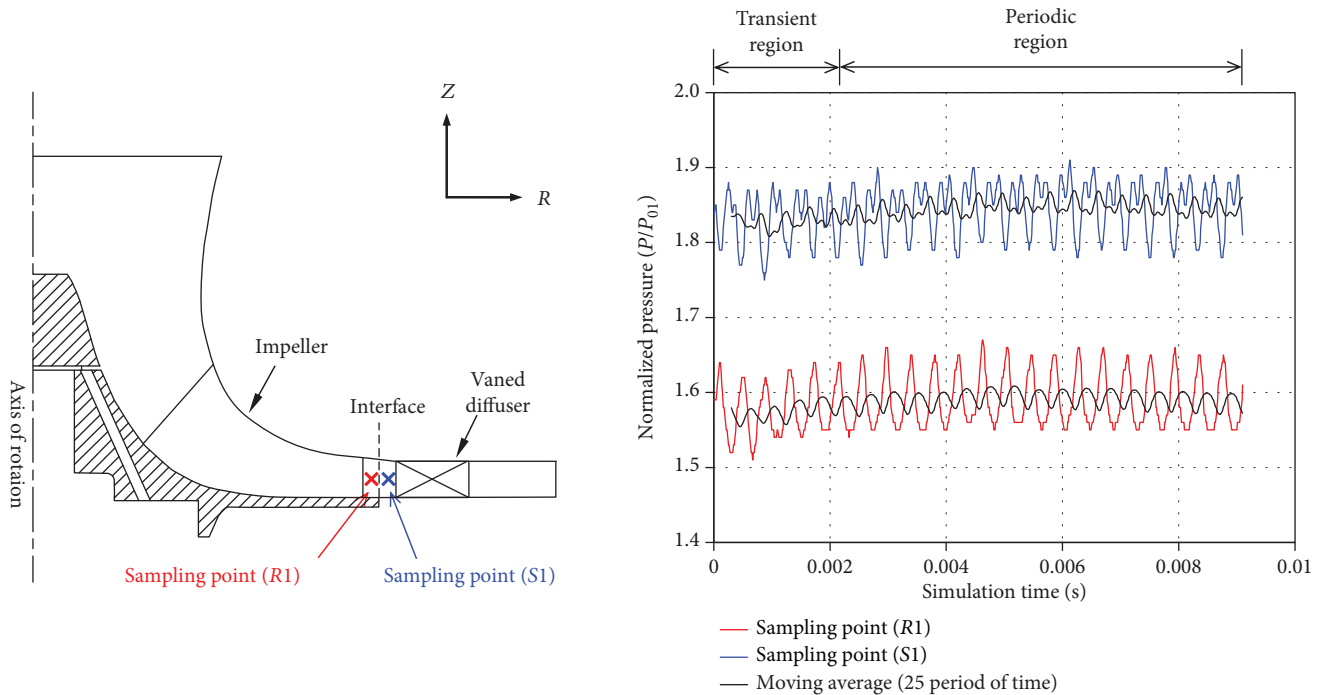 Z
R
Impeller
Interface
Vaned
diffuser
Axis of rotaion
Sampling point (R1)
Sampling point (S1)
Transient
region
Periodic
region
2.0
1.9
1.8
1.7
1.6
1.5
1.4
Normalized pressure (P/P01)
0
0.002
0.004
0.006
0.008
0.01
Simulation time (s)
Sampling point (R1)
Sampling point (S1)
Moving average (25 period of time)